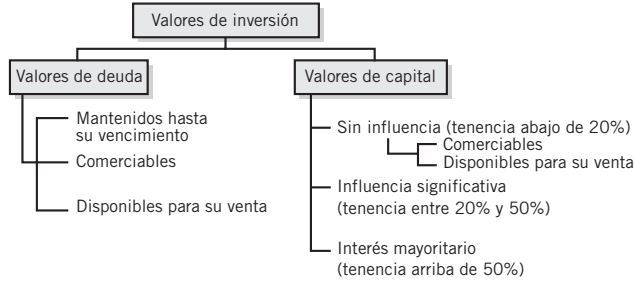 Valores de inversión
Valores de deuda
Mantenidos hasta
su vencimiento
Comerciables
Disponibles para su venta
Valores de capital
Sin influencia (tenencia abajo de 20%)
Comerciables
Disponibles para su venta
Influencia significativa
(tenencia entre 20% y 50%)
Interés mayoritario
(tenencia arriba de 50%)